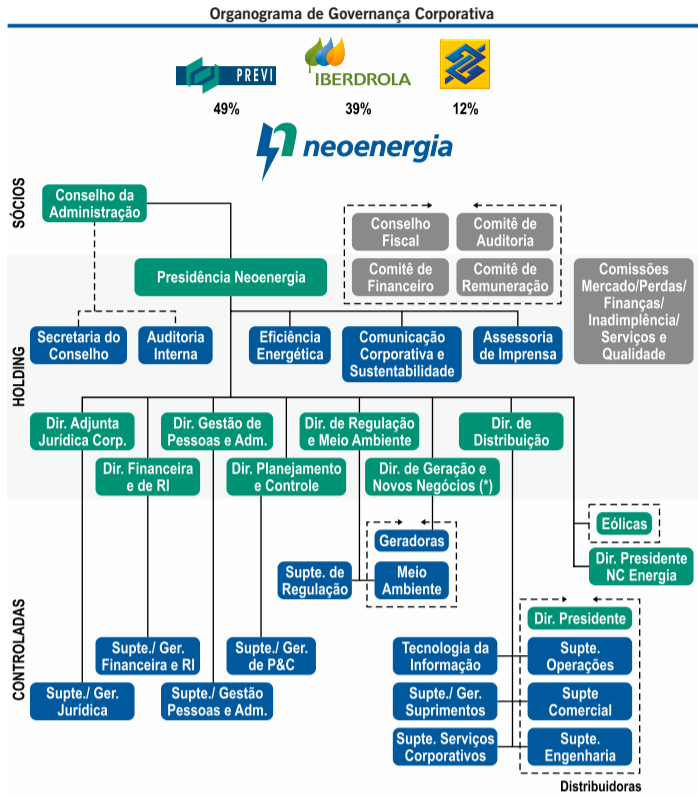 Organograma de Governança Corporativa
PREVI
IBERDROLA
49%
39%
12%
neoenergia
SÓCIOS
Conselho da
Administração
Conselho
Fiscal
Comitê de
Auditoria
HOLDING
Presidência Neoenergia
Comitê de
Financeiro
Comitê de
Remuneração
Comissões
Mercado/Perdas/
Finanças/
Inadimplência/
Serviços e
Qualidade
Secretaria do
Conselho
Auditoria
Interna
Eficiência
Energética
Comunicação
Corporativa e
Sustentabilidade
Assessoria
de Imprensa
Dir. Adjunta
Jurídica Corp.
Dir. Gestão de
Pessoas e Adm.
Dir. de Regulação
e Meio Ambiente
Dir. de
Distribuição
Dir. Financeira
e de RI
Dir. Planejamento
e Controle
Dir. de Geração e
Novos Negócios (*)
CONTROLADAS
Eólicas
Geradoras
Dir. Presidente
NC Energia
Supte. de
Regulação
Meio
Ambiente
Dir. Presidente
Supte./ Ger.
Financeira e RI
Supte./ Ger.
de P&C
Tecnologia da
Informação
Supte.
Operações
Supte./ Ger.
Jurídica
Supte./ Gestão
Pessoas e Adm.
Supte./ Ger.
Suprimentos
Supte
Comercial
Supte. Serviços
Corporativos
Supte.
Engenharia
Distribuidoras